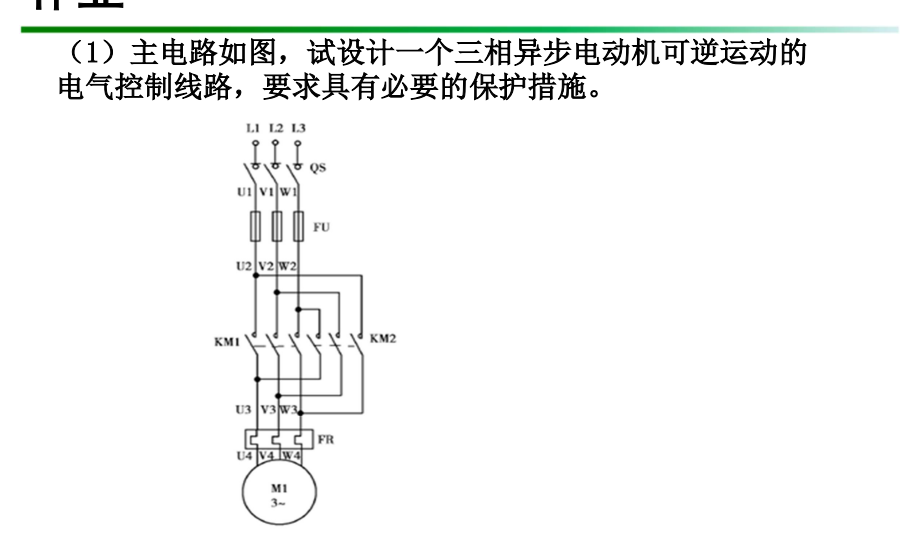 （1）主电路如图，试设计一个三相异步电动机可逆运动的
电气控制线路，要求具有必要的保护措施。
L1 L2 L3
QS
U1 V1 W1
FU
U2 V2 W2
KM1 KM2
U3 V3 W3
FR
U4 V4 W4
M1
3~